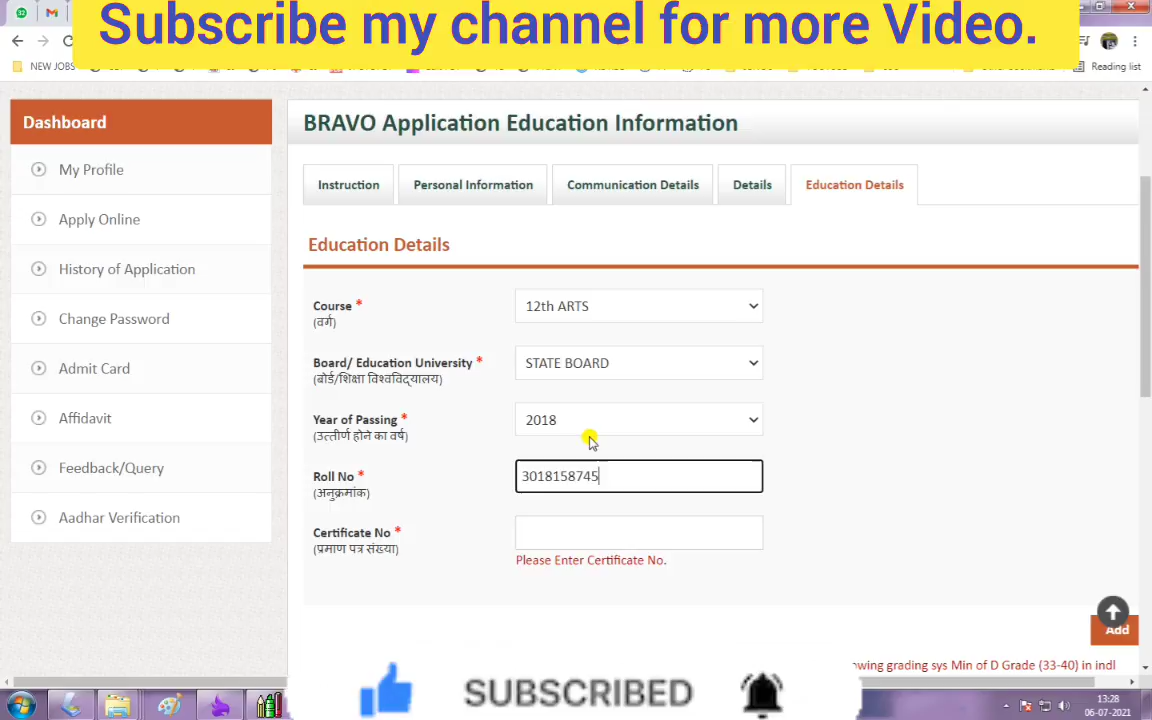 Subscribe my channel for more Video.
NEW JOBS
Reading list
Dashboard
My Profile
Apply Online
History of Application
Change Password
Admit Card
Affidavit
Feedback/Query
Aadhar Verification
BRAVO Application Education Information
Instruction
Personal Information
Communication Details
Details
Education Details
Education Details
Course *
(वर्ग)
12th ARTS
Board/ Education University *
(बोर्ड/शिक्षा विश्वविद्यालय)
STATE BOARD
Year of Passing *
(उत्तीर्ण होने का वर्ष)
2018
Roll No *
(अनुक्रमांक)
3018158745
Certificate No *
(प्रमाण पत्र संख्या)
Please Enter Certificate No.
Add
owing grading sys Min of D Grade (33-40) in indl
SUBSCRIBED
13:28
06-07-2021